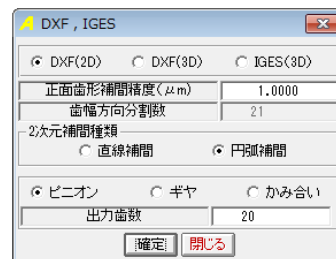 DXF , IGES
DXF(2D) DXF(3D) IGES(3D)
正面歯形補間精度(μm) 1.0000
歯幅方向分割数 21
2次元補間種類
直線補間 円弧補間
ピニオン ギヤ かみ合い
出力歯数 20
確定 閉じる